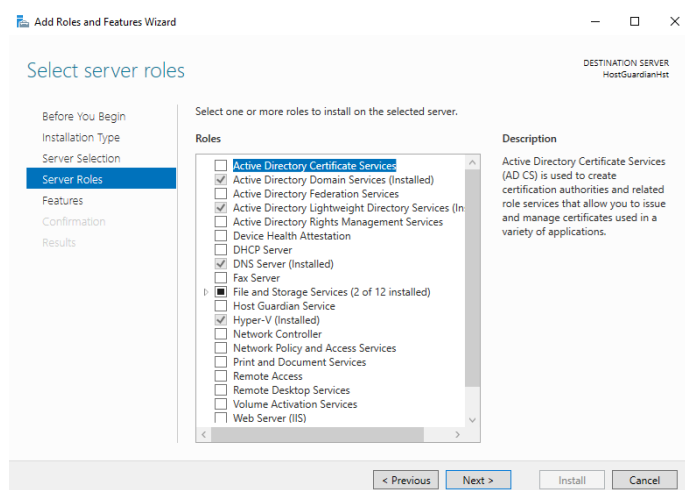 Add Roles and Features Wizard
Select server roles
DESTINATION SERVER
HostGuardianHst
Before You Begin
Installation Type
Server Selection
Server Roles
Features
Confirmation
Results
Select one or more roles to install on the selected server.
Roles
Active Directory Certificate Services
Active Directory Domain Services (Installed)
Active Directory Federation Services
Active Directory Lightweight Directory Services (In
Active Directory Rights Management Services
Device Health Attestation
DHCP Server
DNS Server (Installed)
Fax Server
File and Storage Services (2 of 12 installed)
Host Guardian Service
Hyper-V (Installed)
Network Controller
Network Policy and Access Services
Print and Document Services
Remote Access
Remote Desktop Services
Volume Activation Services
Web Server (IIS)
Description
Active Directory Certificate Services
(AD CS) is used to create
certification authorities and related
role services that allow you to issue
and manage certificates used in a
variety of applications.
< Previous
Next >
Install
Cancel